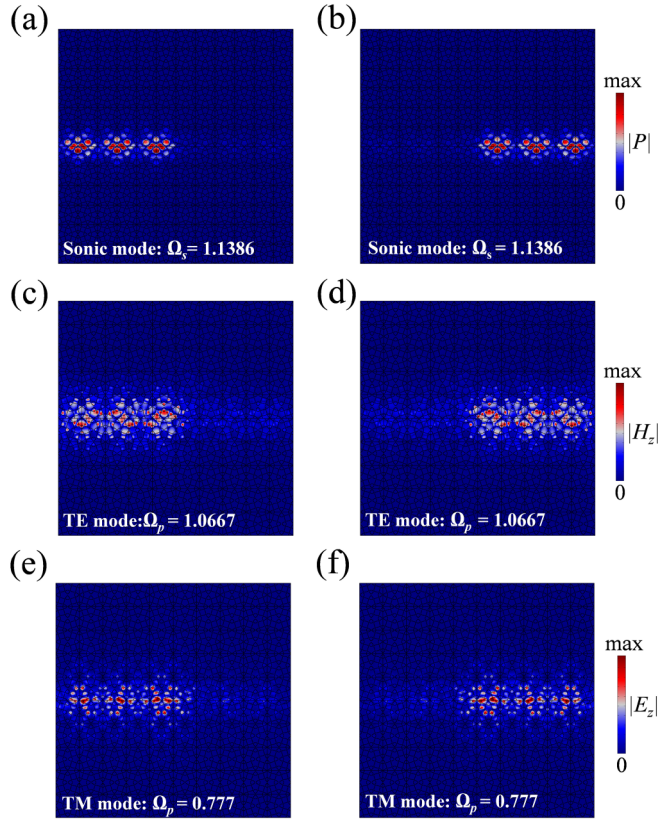 (a)
(b)
max
|P|
0
Sonic mode: Ωs = 1.1386
Sonic mode: Ωs = 1.1386
(c)
(d)
max
|Hz|
0
TE mode:Ωp = 1.0667
TE mode: Ωp = 1.0667
(e)
(f)
max
|Ez|
0
TM mode: Ωp = 0.777
TM mode: Ωp = 0.777